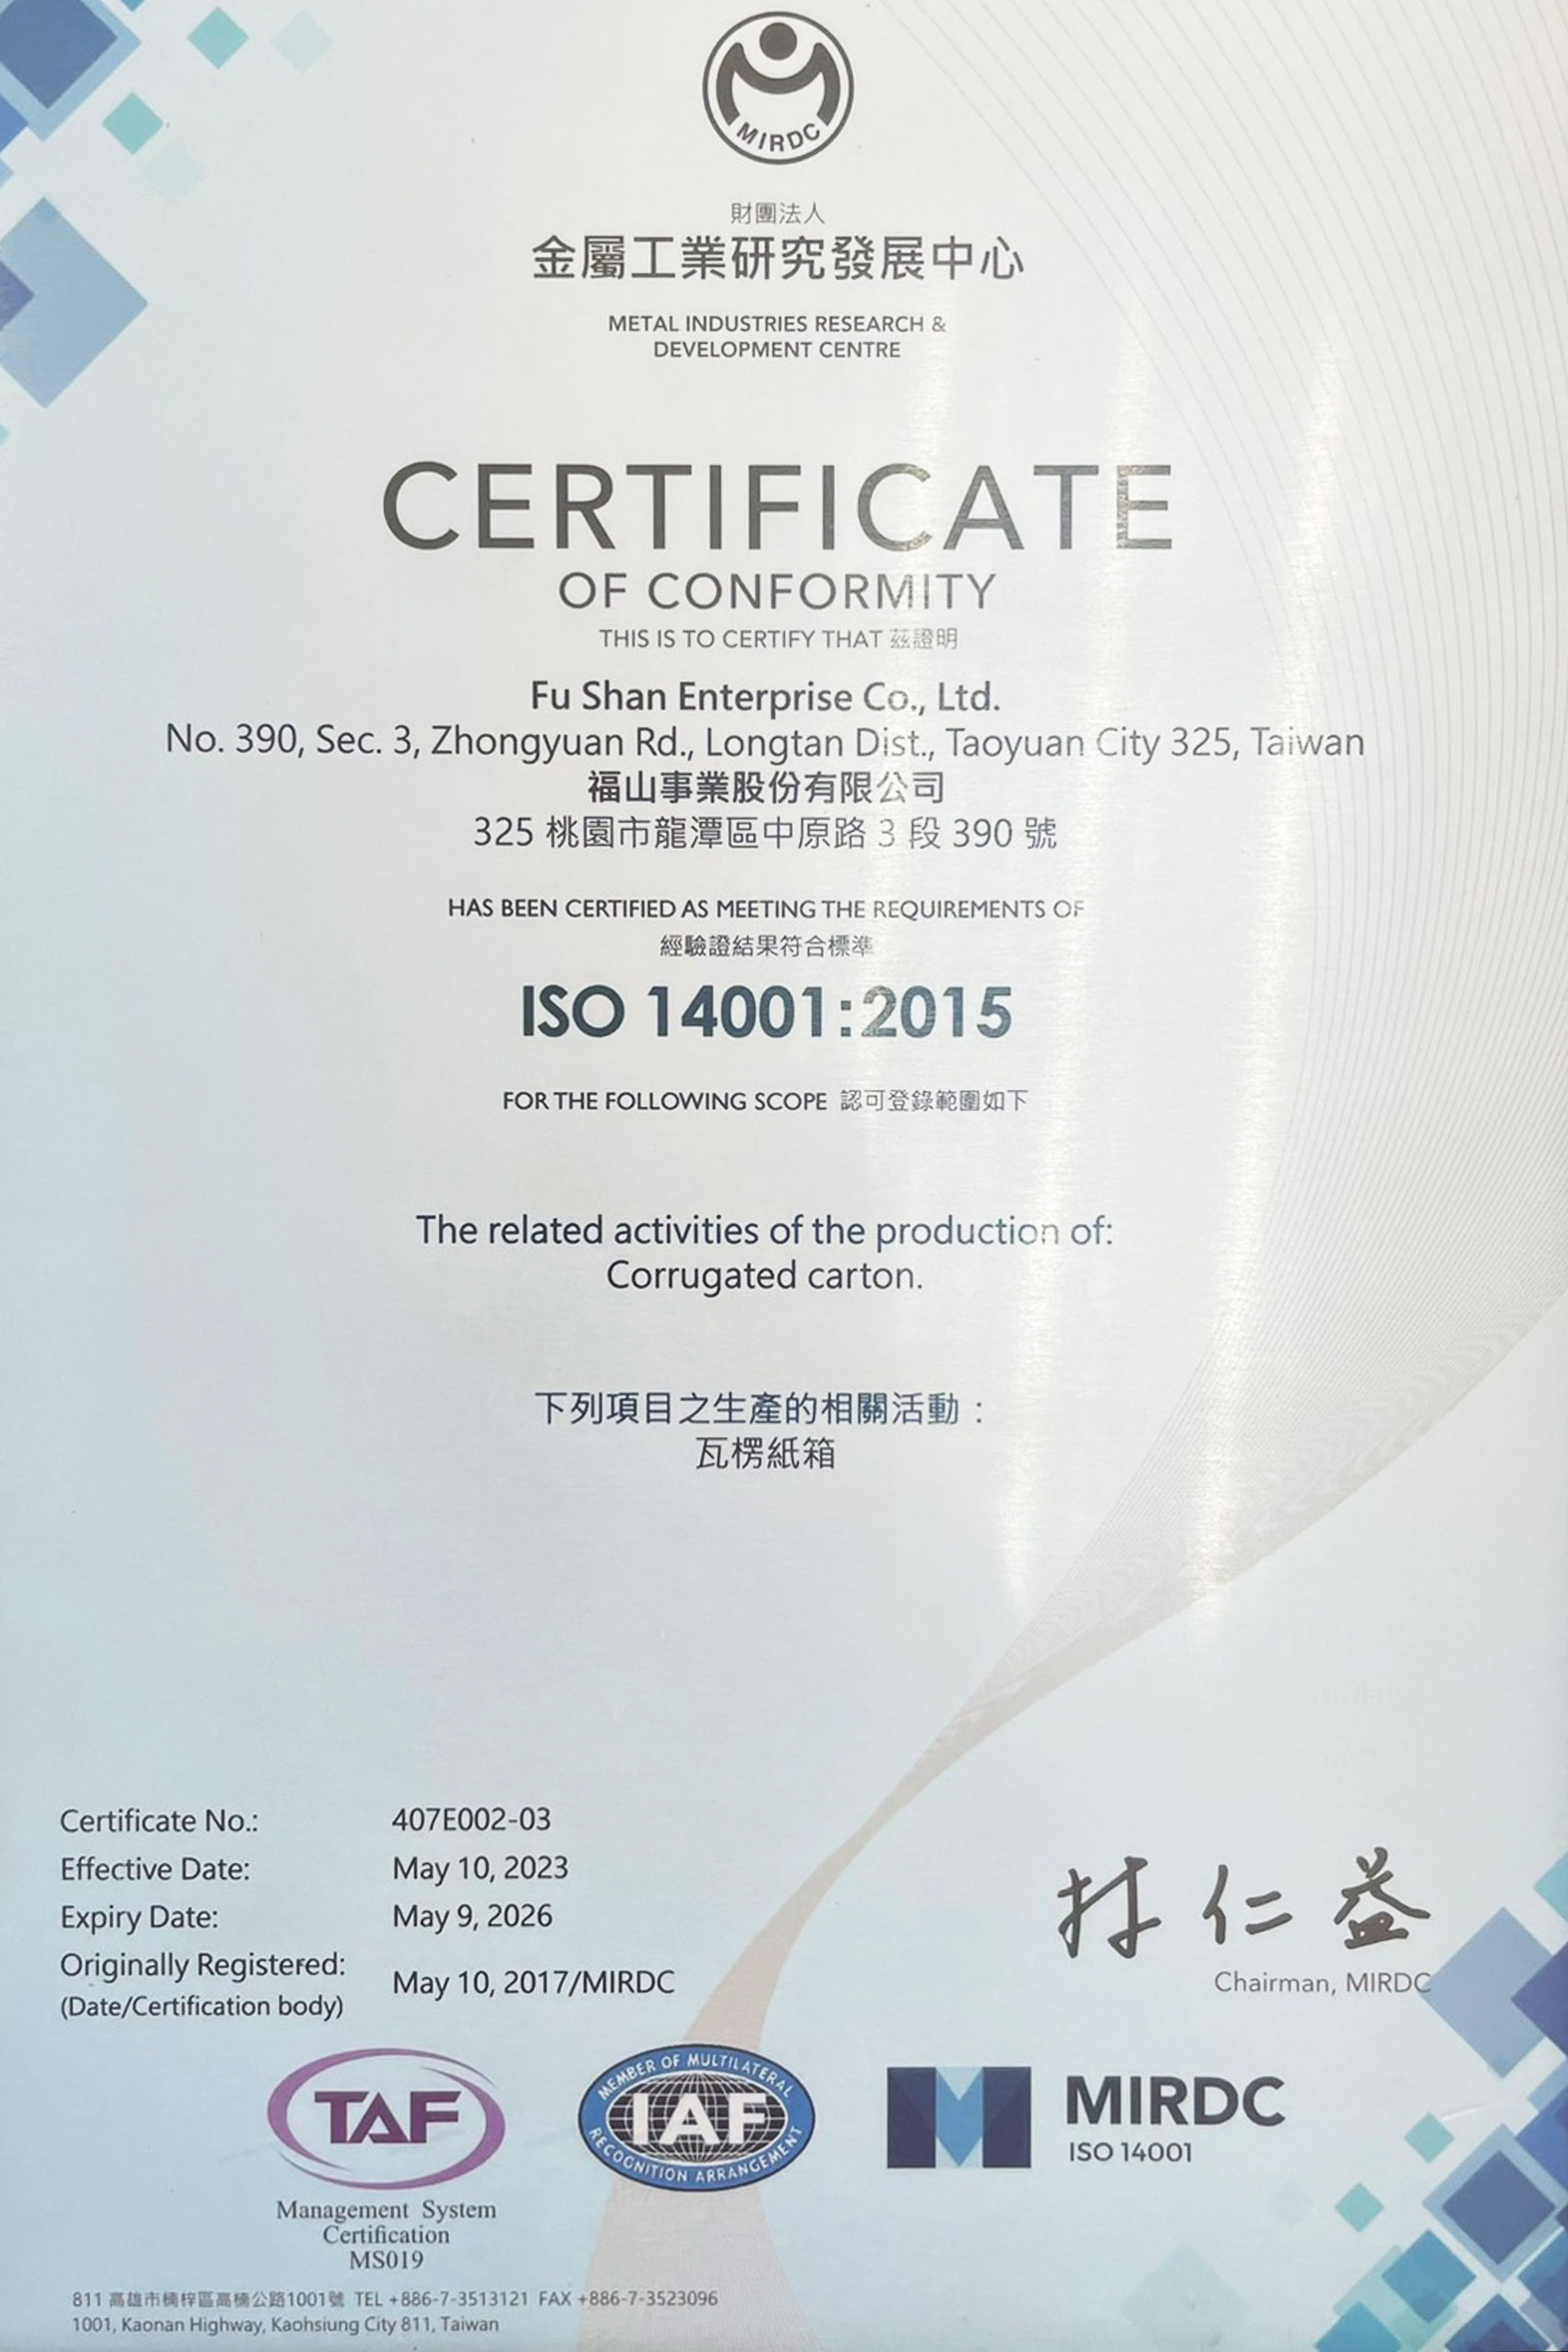 MIRDC
財團法人
金屬工業研究發展中心
METAL INDUSTRIES RESEARCH &
DEVELOPMENT CENTRE
CERTIFICATE
OF CONFORMITY
THIS IS TO CERTIFY THAT 茲證明
Fu Shan Enterprise Co., Ltd.
No. 390, Sec. 3, Zhongyuan Rd., Longtan Dist., Taoyuan City 325, Taiwan
福山事業股份有限公司
325 桃園市龍潭區中原路 3 段 390 號
HAS BEEN CERTIFIED AS MEETING THE REQUIREMENTS OF
經驗證結果符合標準
ISO 14001:2015
FOR THE FOLLOWING SCOPE 認可登錄範圍如下
The related activities of the production of:
Corrugated carton.
下列項目之生產的相關活動：
瓦楞紙箱
Certificate No.: 407E002-03
Effective Date: May 10, 2023
Expiry Date: May 9, 2026
Originally Registered: May 10, 2017/MIRDC
(Date/Certification body)
林仁益
Chairman, MIRDC
TAF
Management System
Certification
MS019
MEMBER OF MULTILATERAL
IAF
RECOGNITION ARRANGEMENT
MIRDC
ISO 14001
811 高雄市楠梓區高楠公路1001號 TEL +886-7-3513121 FAX +886-7-3523096
1001, Kaonan Highway, Kaohsiung City 811, Taiwan